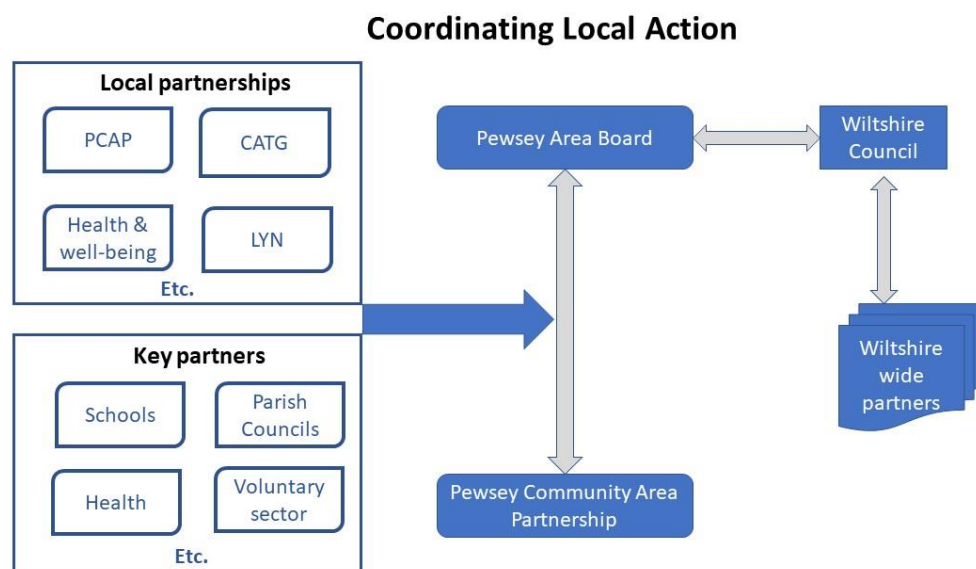 Coordinating Local Action
Local partnerships
PCAP
CATG
Health &
well-being
LYN
Etc.
Key partners
Schools
Parish
Councils
Health
Voluntary
sector
Etc.
Pewsey Area Board
Wiltshire
Council
Wiltshire
wide
partners
Pewsey Community Area
Partnership